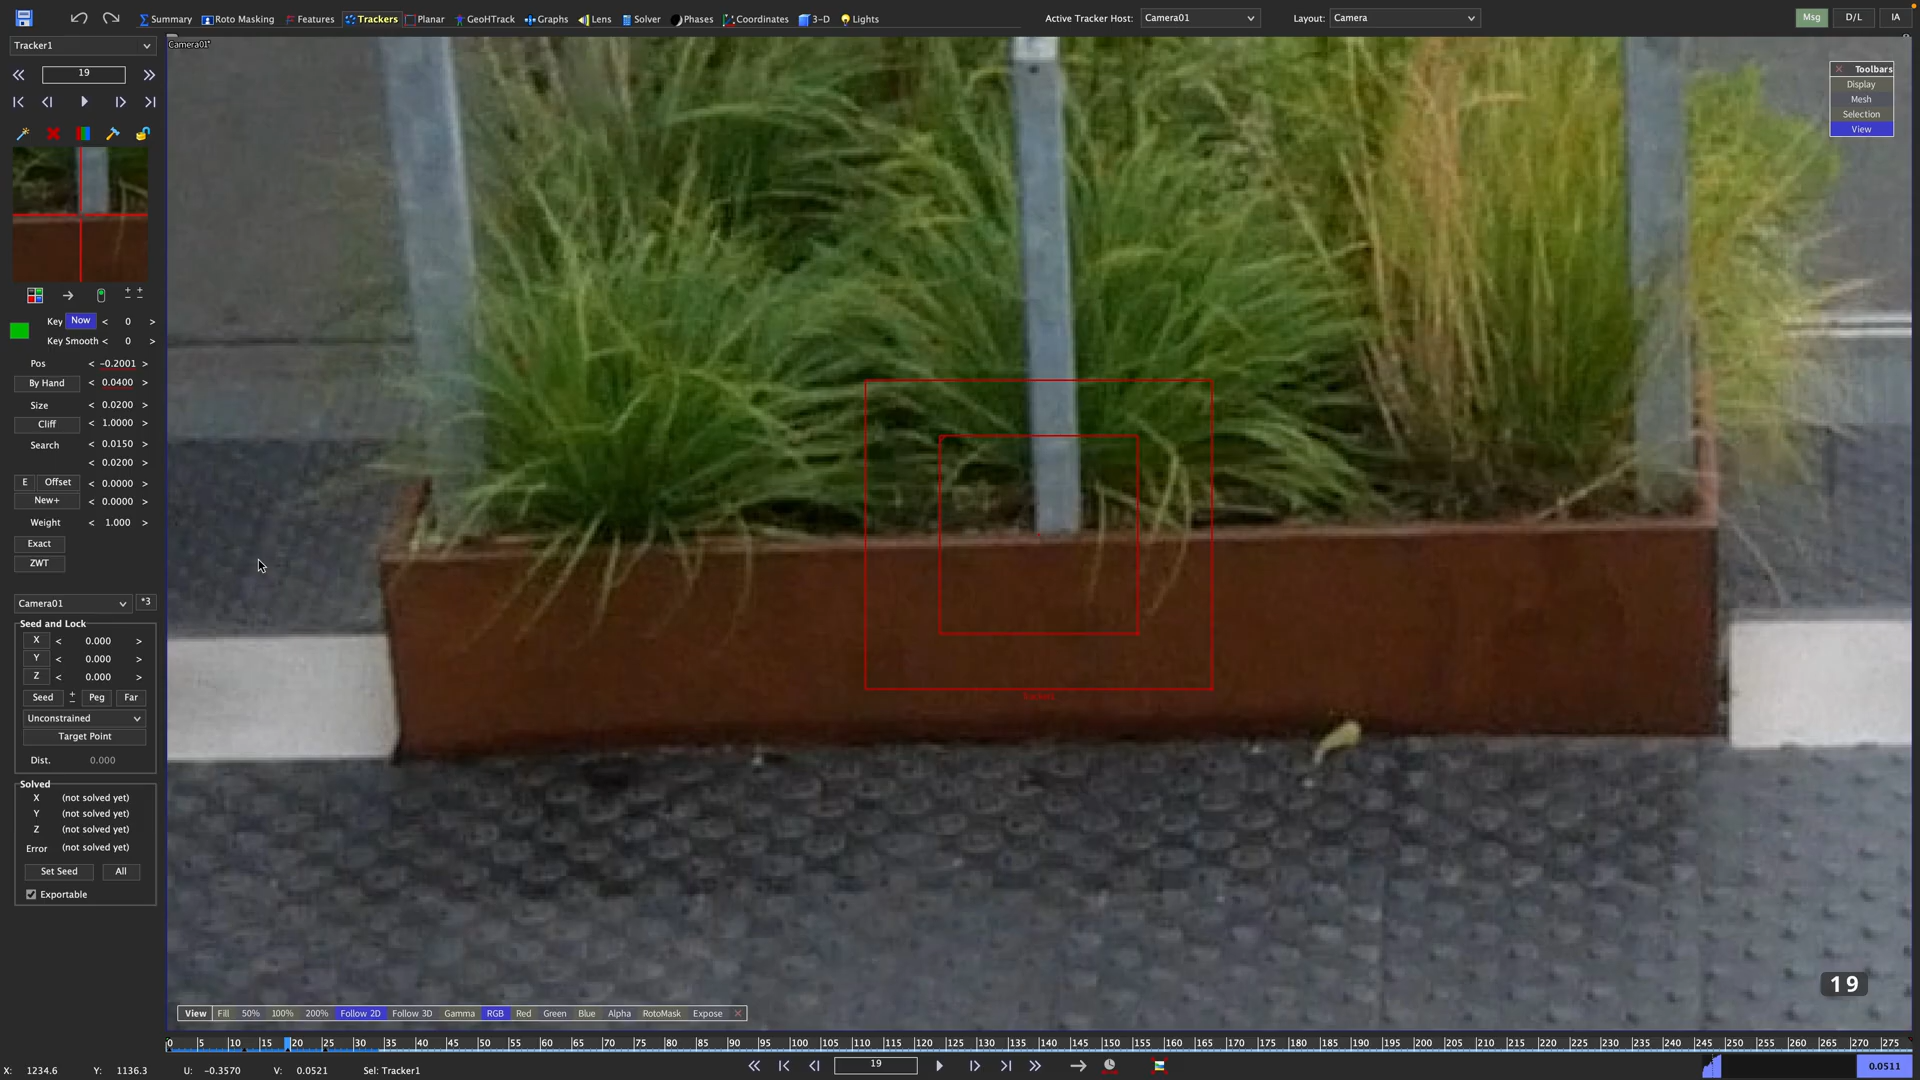 Summary Roto Masking Features Trackers Planar GeoHTrack Graphs Lens Solver Phases Coordinates 3-D Lights Active Tracker Host: Camera01 Layout: Camera Msg D/L IA
Tracker1
Camera01*
19
Toolbars
Display
Mesh
Selection
View
Key Now < 0 >
Key Smooth < 0 >
Pos < -0.2001 >
By Hand < 0.0400 >
Size < 0.0200 >
Cliff < 1.0000 >
Search < 0.0150 >
< 0.0200 >
E Offset < 0.0000 >
New+ < 0.0000 >
Weight < 1.000 >
Exact
ZWT
Camera01 *3
Seed and Lock
X < 0.000 >
Y < 0.000 >
Z < 0.000 >
Seed Peg Far
Unconstrained
Target Point
Dist. 0.000
Solved
X (not solved yet)
Y (not solved yet)
Z (not solved yet)
Error (not solved yet)
Set Seed All
Exportable
Tracker1
19
View Fill 50% 100% 200% Follow 2D Follow 3D Gamma RGB Red Green Blue Alpha RotoMask Expose
0 5 10 15 20 25 30 35 40 45 50 55 60 65 70 75 80 85 90 95 100 105 110 115 120 125 130 135 140 145 150 155 160 165 170 175 180 185 190 195 200 205 210 215 220 225 230 235 240 245 250 255 260 265 270 275
X: 1234.6 Y: 1136.3 U: -0.3570 V: 0.0521 Sel: Tracker1 19 0.0511